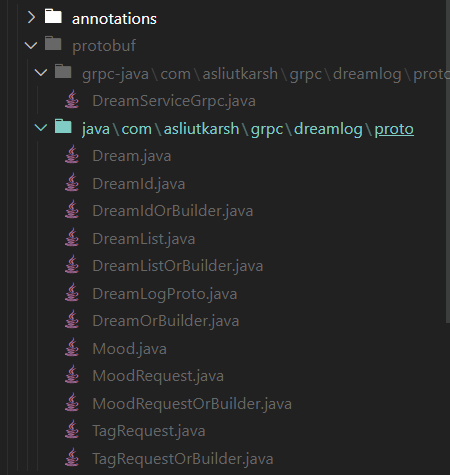 annotations
protobuf
grpc-java\com\asliutkarsh\grpc\dreamlog\proto
DreamServiceGrpc.java
java\com\asliutkarsh\grpc\dreamlog\proto
Dream.java
DreamId.java
DreamIdOrBuilder.java
DreamList.java
DreamListOrBuilder.java
DreamLogProto.java
DreamOrBuilder.java
Mood.java
MoodRequest.java
MoodRequestOrBuilder.java
TagRequest.java
TagRequestOrBuilder.java